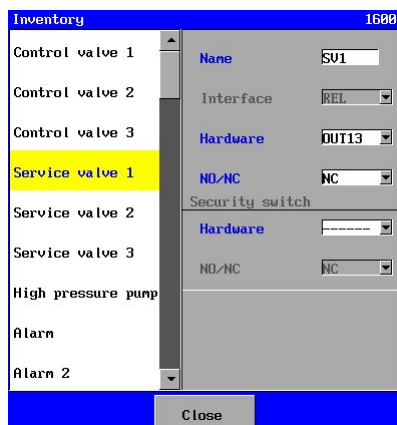 Inventory 1600
Control valve 1
Control valve 2
Control valve 3
Service valve 1
Service valve 2
Service valve 3
High pressure pump
Alarm
Alarm 2
Name SV1
Interface REL
Hardware OUT13
NO/NC NC
Security switch
Hardware ------
NO/NC NC
Close